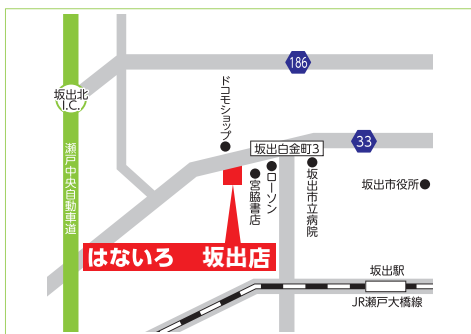 186
坂出北
I.C.
ドコモショップ
33
坂出白金町3
瀬戸中央自動車道
宮脇書店
ローソン
坂出市立病院
坂出市役所
はないろ 坂出店
坂出駅
JR瀬戸大橋線